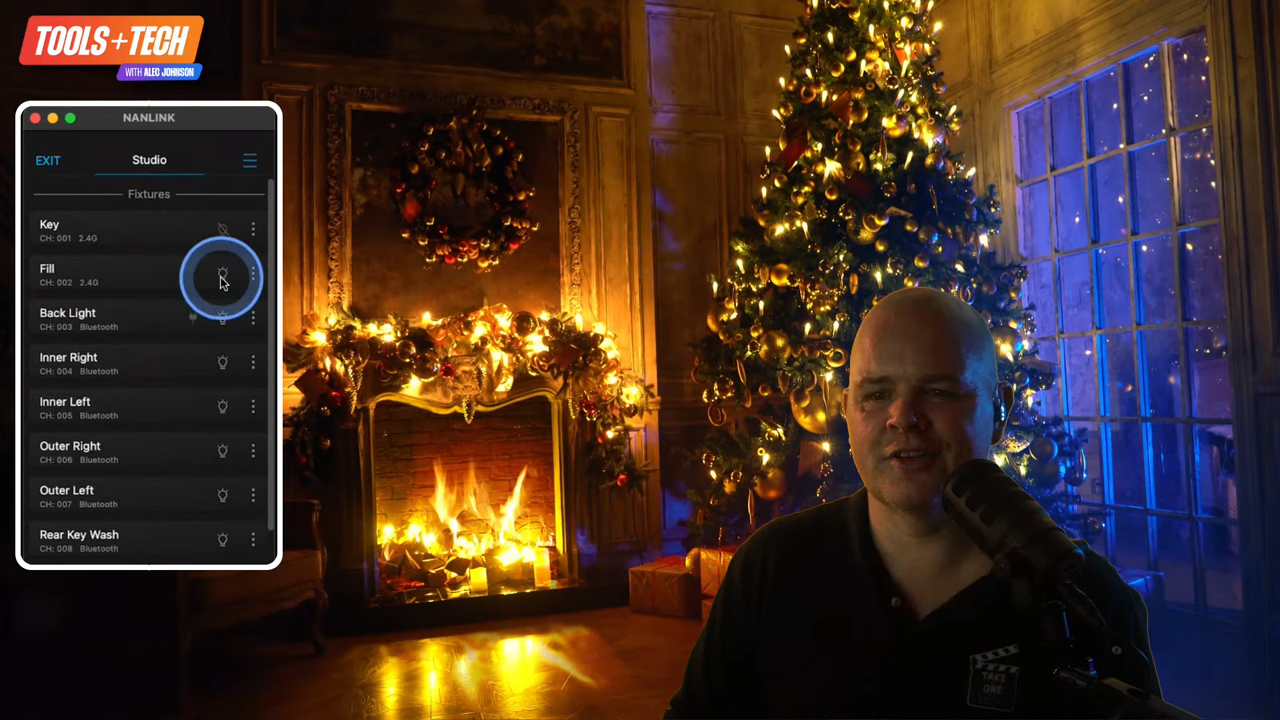 TOOLS+TECH
WITH ALEC JOHNSON
NANLINK
EXIT
Studio
Fixtures
Key
CH: 001 2.4G
Fill
CH: 002 2.4G
Back Light
CH: 003 Bluetooth
Inner Right
CH: 004 Bluetooth
Inner Left
CH: 005 Bluetooth
Outer Right
CH: 006 Bluetooth
Outer Left
CH: 007 Bluetooth
Rear Key Wash
CH: 008 Bluetooth
TAKE
ONE